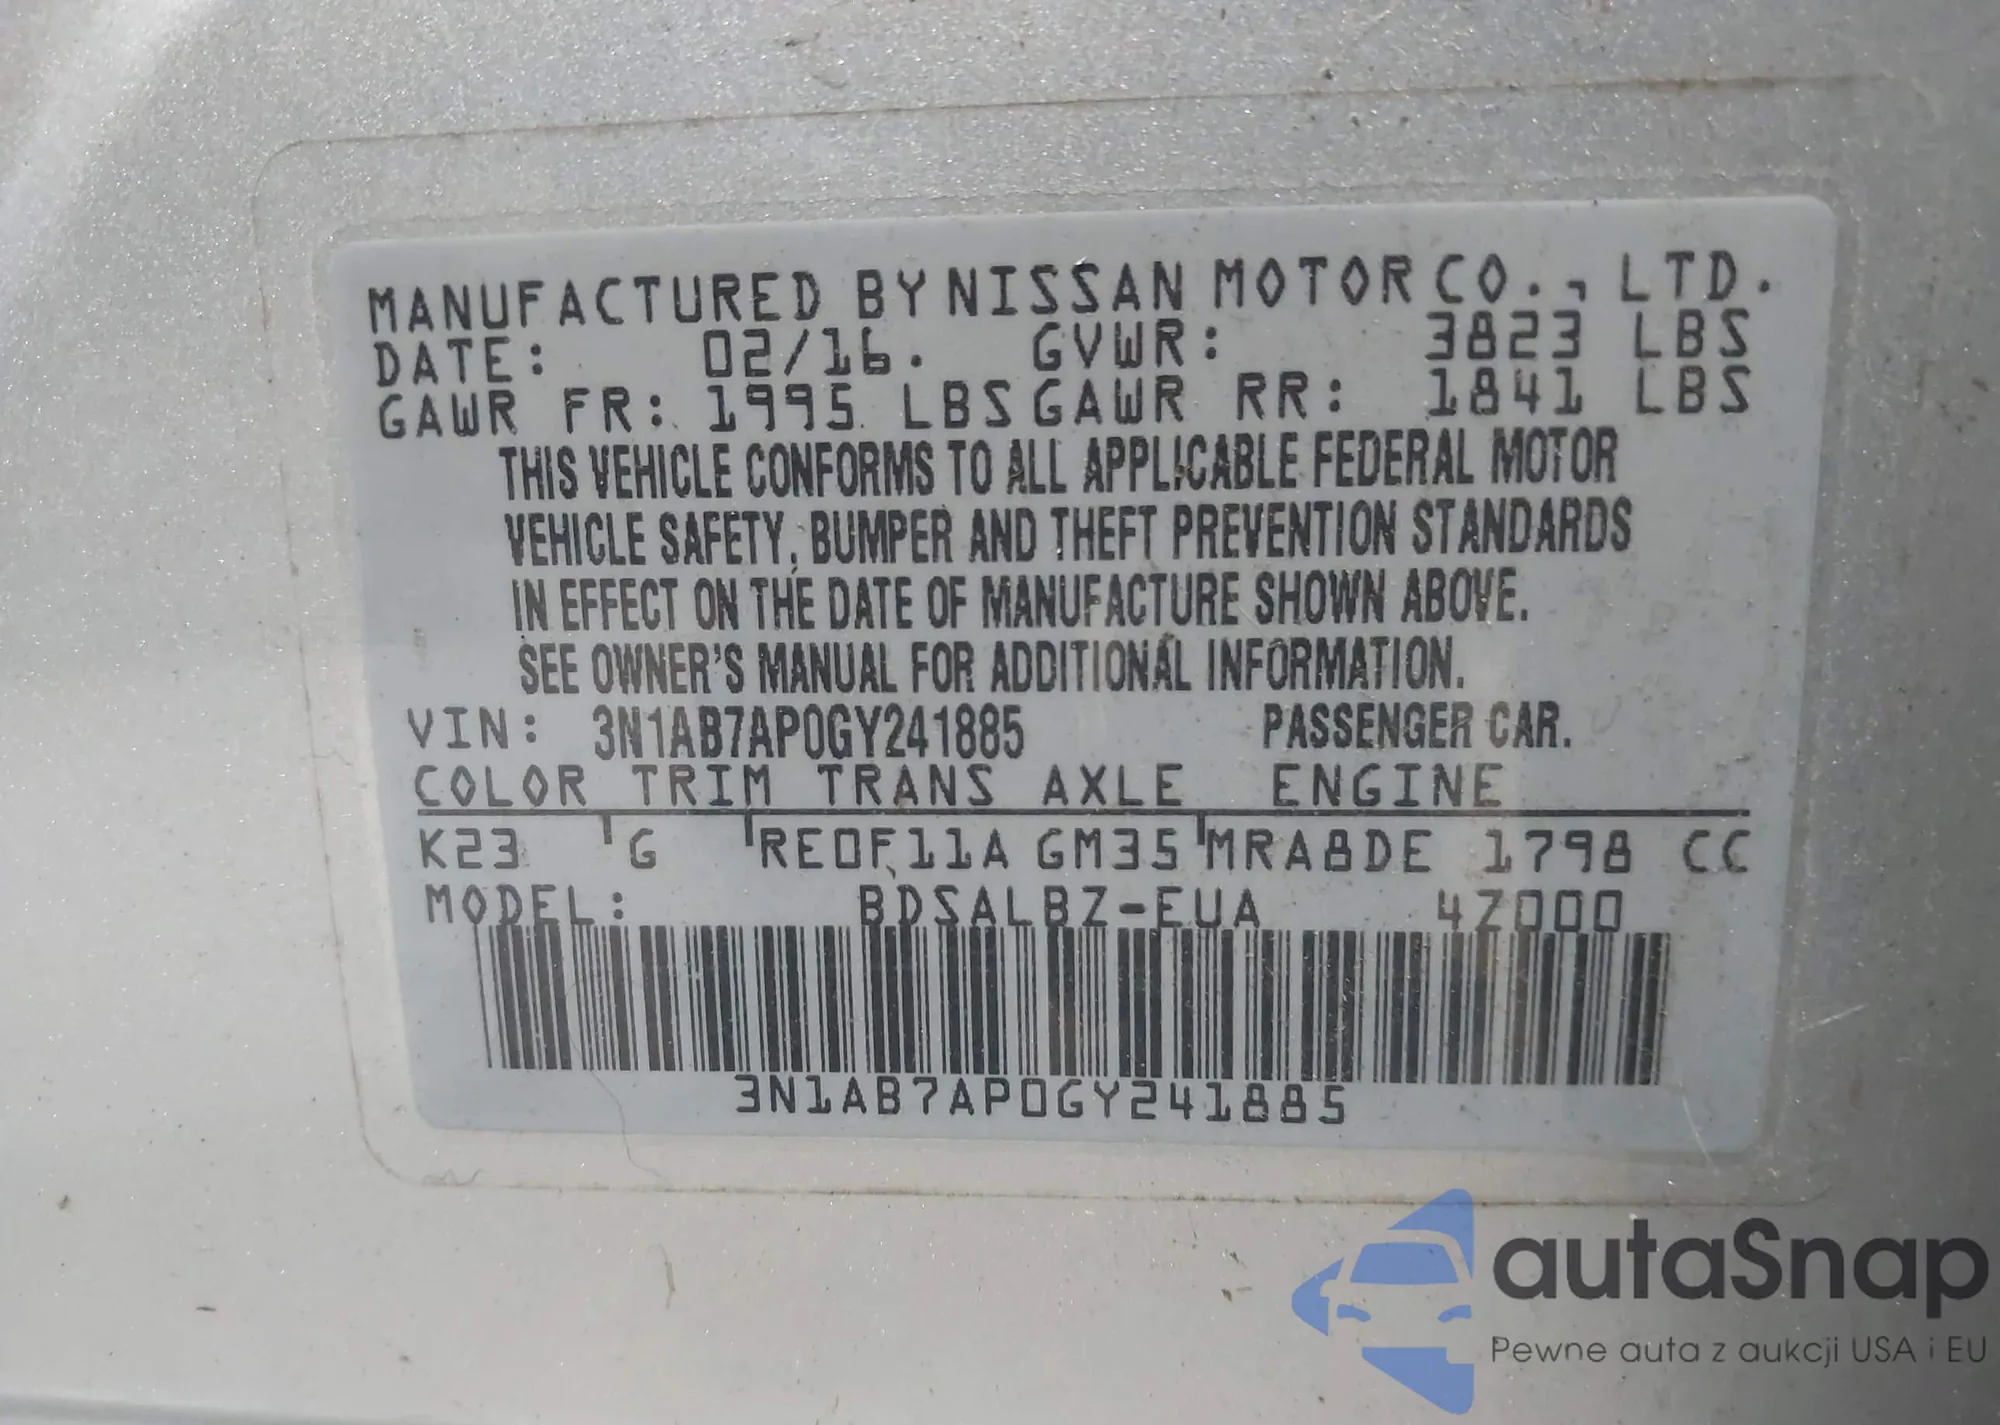 MANUFACTURED BY NISSAN MOTOR CO., LTD.
DATE: 02/16. GVWR: 3823 LBS
GAWR FR: 1995 LBS GAWR RR: 1841 LBS
THIS VEHICLE CONFORMS TO ALL APPLICABLE FEDERAL MOTOR
VEHICLE SAFETY, BUMPER AND THEFT PREVENTION STANDARDS
IN EFFECT ON THE DATE OF MANUFACTURE SHOWN ABOVE.
SEE OWNER'S MANUAL FOR ADDITIONAL INFORMATION.
VIN: 3N1AB7AP0GY241885 PASSENGER CAR.
COLOR TRIM TRANS AXLE ENGINE
K23 G RE0F11A GM35 MRA8DE 1798 CC
MODEL: BDSALBZ-EUA 4Z000
3N1AB7AP0GY241885
autaSnap
Pewne auta z aukcji USA i EU